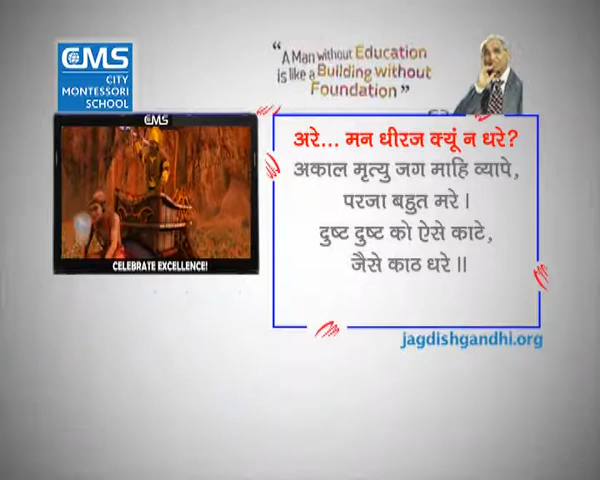 CMS
CITY
MONTESSORI
SCHOOL
“A Man without Education
is like a Building without
Foundation”
CMS
CELEBRATE EXCELLENCE!
अरे... मन धीरज क्यूं न धरे?
अकाल मृत्यु जग माहि व्यापे,
परजा बहुत मरे।
दुष्ट दुष्ट को ऐसे काटे,
जैसे काठ धरे॥
jagdishgandhi.org